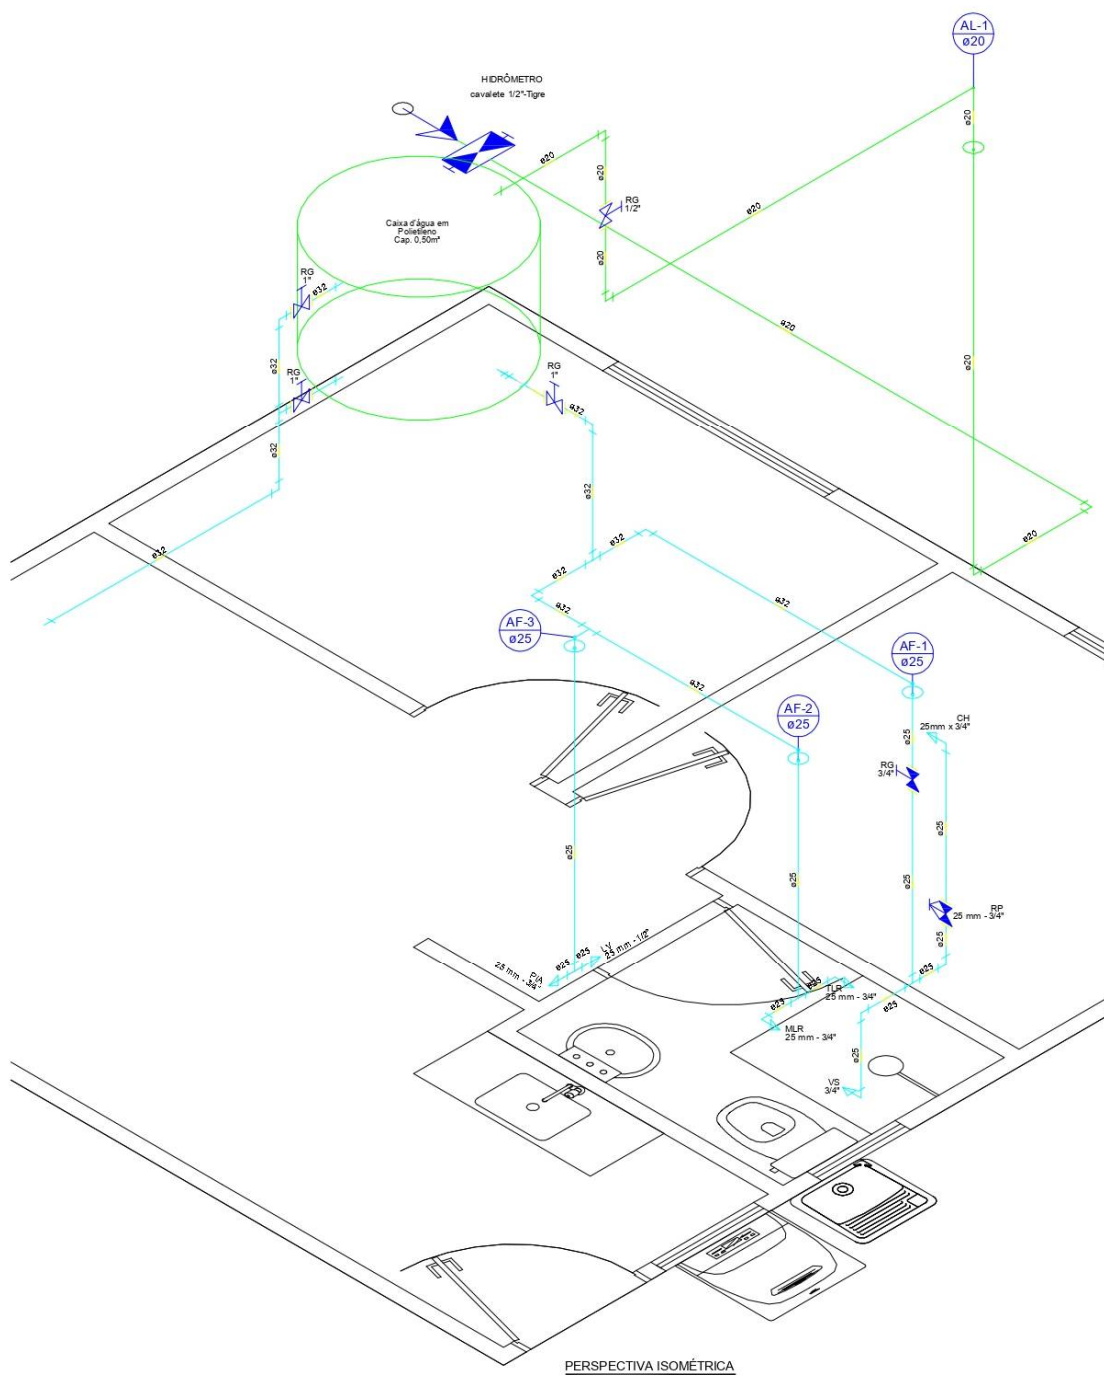 AL-1
ø20
HIDRÔMETRO
cavalete 1/2"-Tigre
ø20
ø20
ø20
RG
1/2"
ø20
ø20
Caixa d'água em
Polietileno
Cap. 0,50m³
RG
1"
ø32
ø20
ø20
ø32
RG
1"
RG
1"
ø32
ø32
ø32
ø20
ø32
ø32
ø32
ø32
ø32
AF-3
ø25
AF-1
ø25
ø32
AF-2
ø25
CH
25mm x 3/4"
ø25
RG
3/4"
ø25
ø25
ø25
ø25
RP
25 mm - 3/4"
ø25
LV
25 mm - 1/2"
ø25
ø25
PIA
25 mm - 3/4"
ø25
ø25
TLR
25 mm - 3/4"
ø25
ø25
MLR
25 mm - 3/4"
ø25
VS
3/4"
PERSPECTIVA ISOMÉTRICA